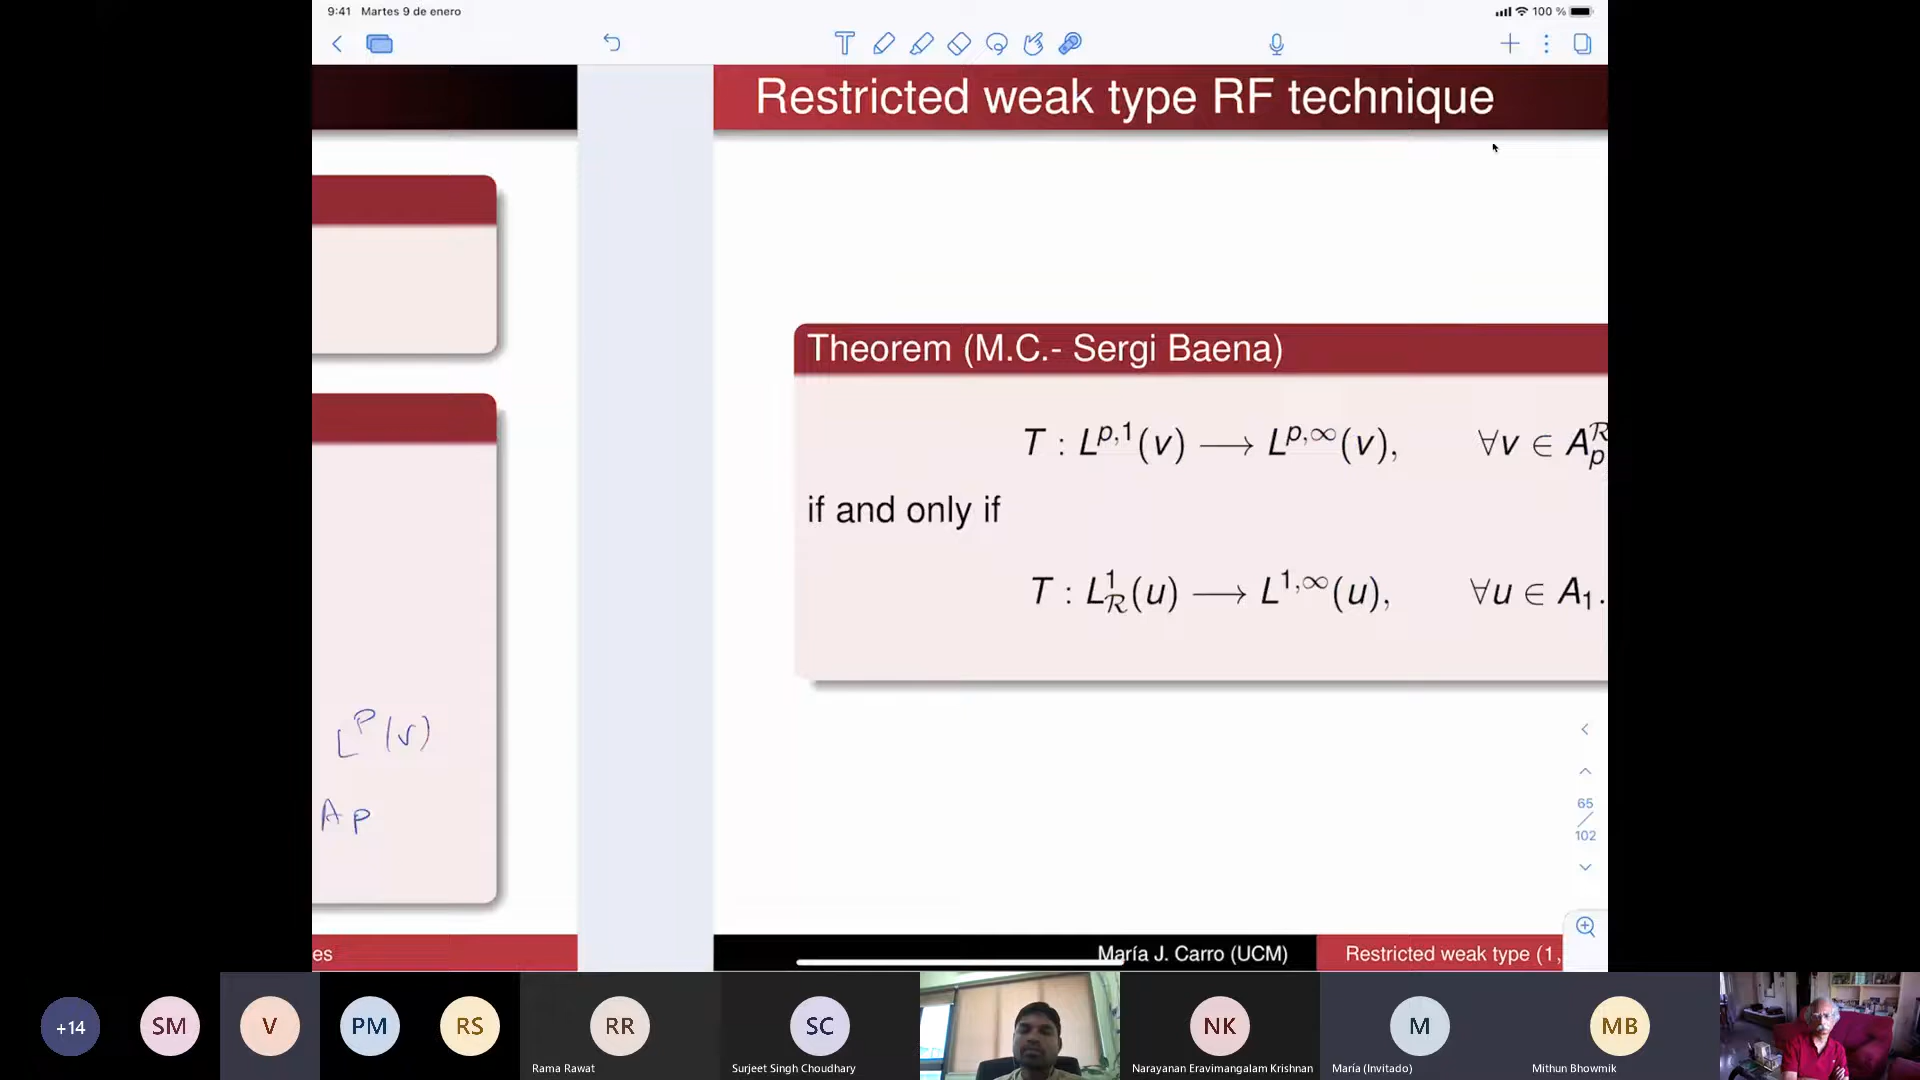 9:41 Martes 9 de enero
100 %
Restricted weak type RF technique
Theorem (M.C.- Sergi Baena)
T : L^{p,1}(v) ⟶ L^{p,∞}(v), ∀v ∈ A_p^ℛ
if and only if
T : L^1_ℛ(u) ⟶ L^{1,∞}(u), ∀u ∈ A_1.
L^p(v)
Ap
65
/
102
es
María J. Carro (UCM)
Restricted weak type (1,
+14
SM
V
PM
RS
RR
SC
NK
M
MB
Rama Rawat
Surjeet Singh Choudhary
Narayanan Eravimangalam Krishnan
María (Invitado)
Mithun Bhowmik